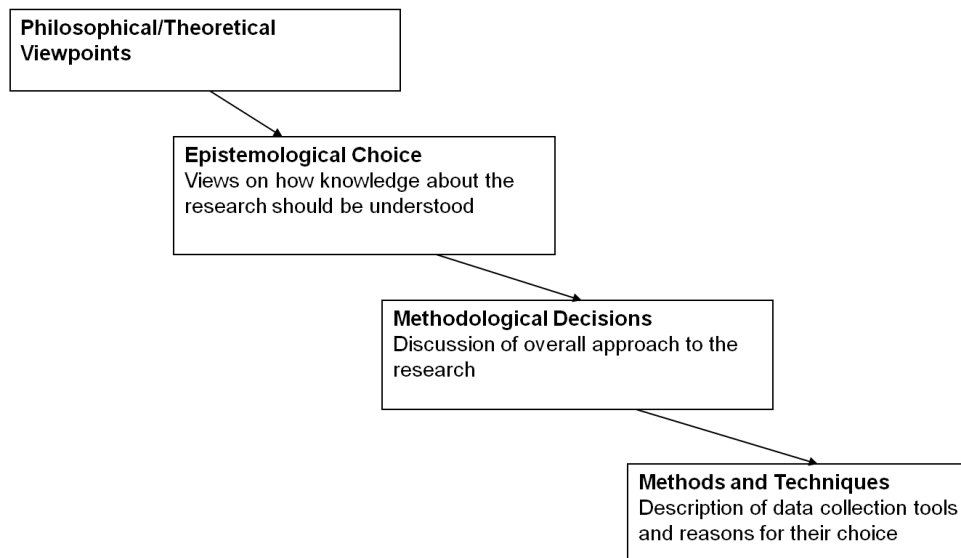 Philosophical/Theoretical
Viewpoints
Epistemological Choice
Views on how knowledge about the
research should be understood
Methodological Decisions
Discussion of overall approach to the
research
Methods and Techniques
Description of data collection tools
and reasons for their choice